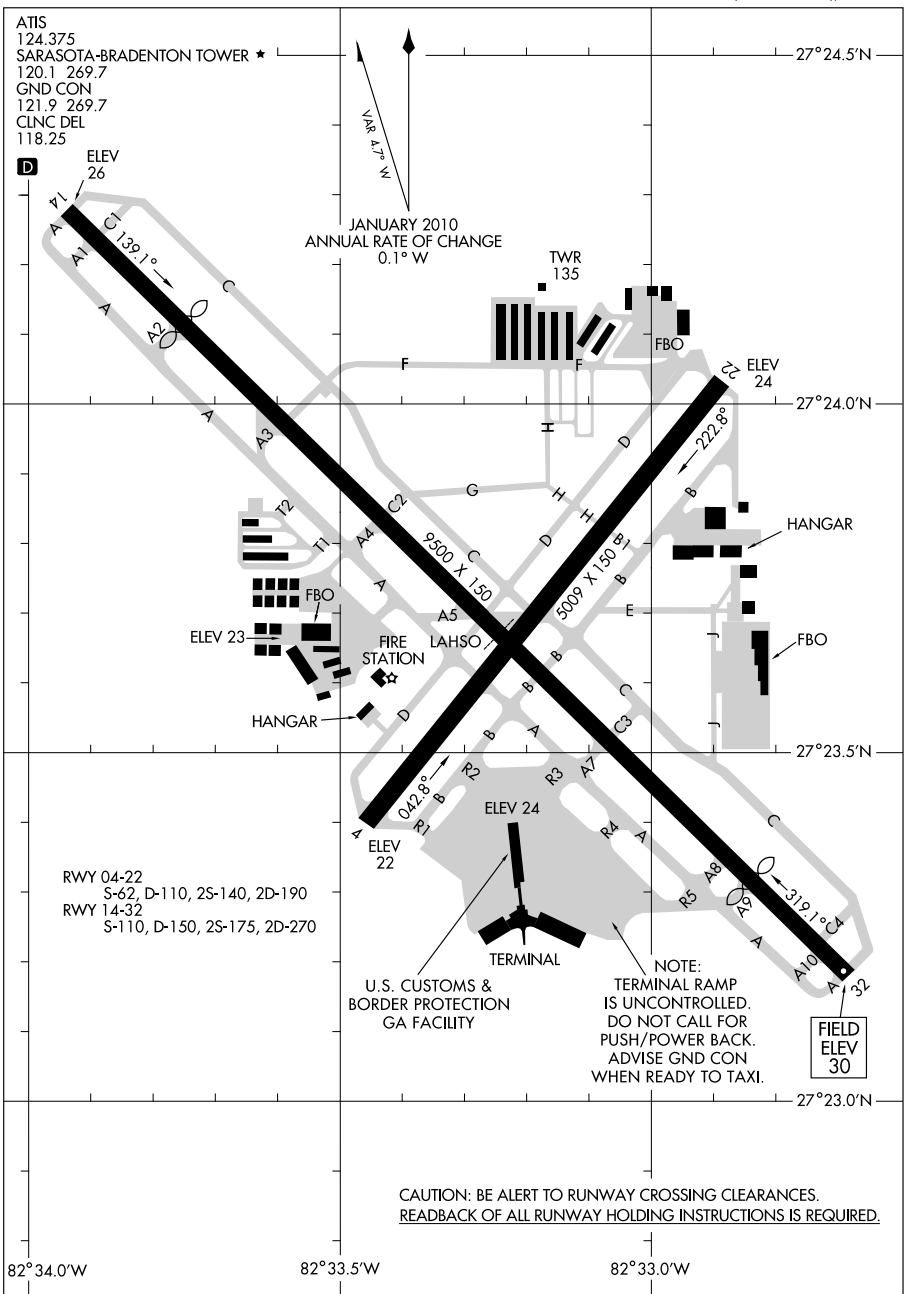 ATIS
124.375
SARASOTA-BRADENTON TOWER ★
120.1 269.7
GND CON
121.9 269.7
CLNC DEL
118.25
D
27°24.5'N
VAR 4.7° W
JANUARY 2010
ANNUAL RATE OF CHANGE
0.1° W
ELEV
26
14
A
A1
C1
139.1°
C
A
A2
TWR
135
FBO
F
F
22
ELEV
24
27°24.0'N
A
A3
H
D
222.8°
T2
C2
G
H
B
T1
A4
9500 X 150
C
D
H
B1
HANGAR
A
5009 X 150
B
FBO
A5
E
ELEV 23
LAHSO
J
FBO
FIRE
STATION
B
B
C
HANGAR
D
B
A
C3
J
27°23.5'N
R2
R3
A7
042.8°
B
4
R1
ELEV
22
ELEV 24
R4
A
C
RWY 04-22
S-62, D-110, 2S-140, 2D-190
RWY 14-32
S-110, D-150, 2S-175, 2D-270
A8
R5
A9
319.1°
C4
A
A10
A
32
TERMINAL
U.S. CUSTOMS &
BORDER PROTECTION
GA FACILITY
NOTE:
TERMINAL RAMP
IS UNCONTROLLED.
DO NOT CALL FOR
PUSH/POWER BACK.
ADVISE GND CON
WHEN READY TO TAXI.
FIELD
ELEV
30
27°23.0'N
CAUTION: BE ALERT TO RUNWAY CROSSING CLEARANCES.
READBACK OF ALL RUNWAY HOLDING INSTRUCTIONS IS REQUIRED.
82°34.0'W
82°33.5'W
82°33.0'W